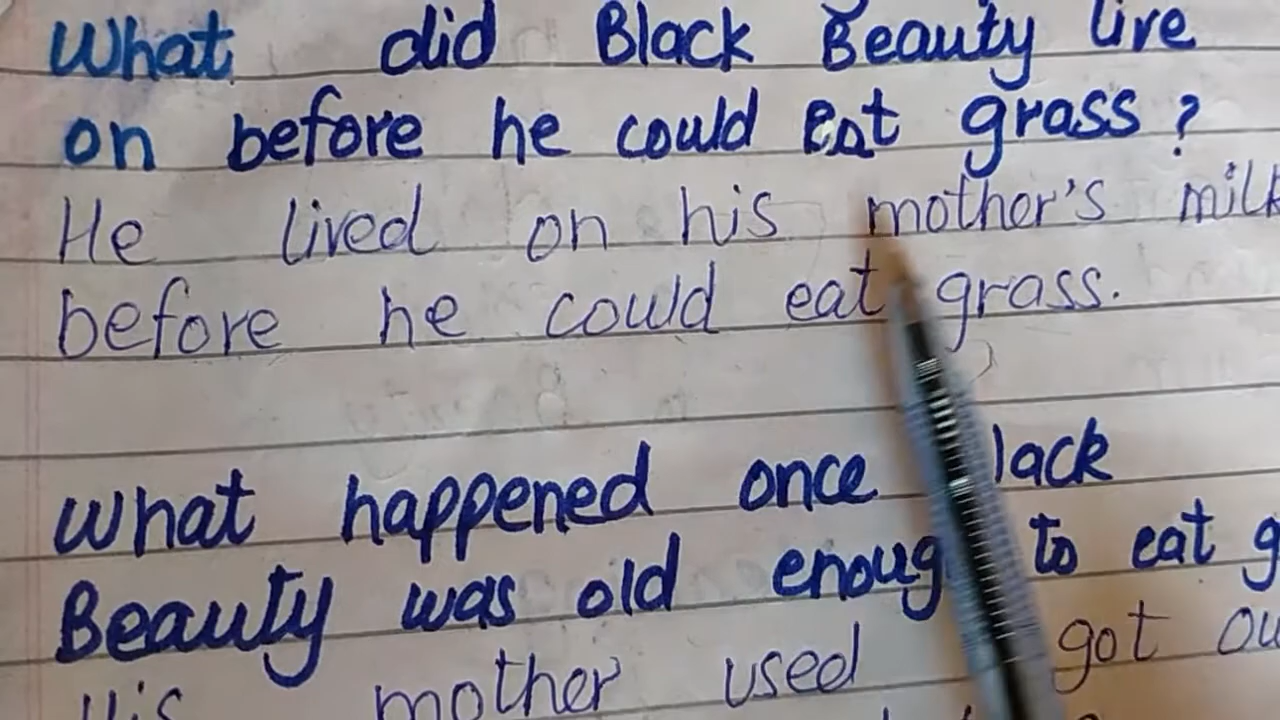 What did Black Beauty live
on before he could Eat grass?
He lived on his mother's milk
before he could eat grass.
What happened once lack
Beauty was old enoug to eat g
His mother used got ou